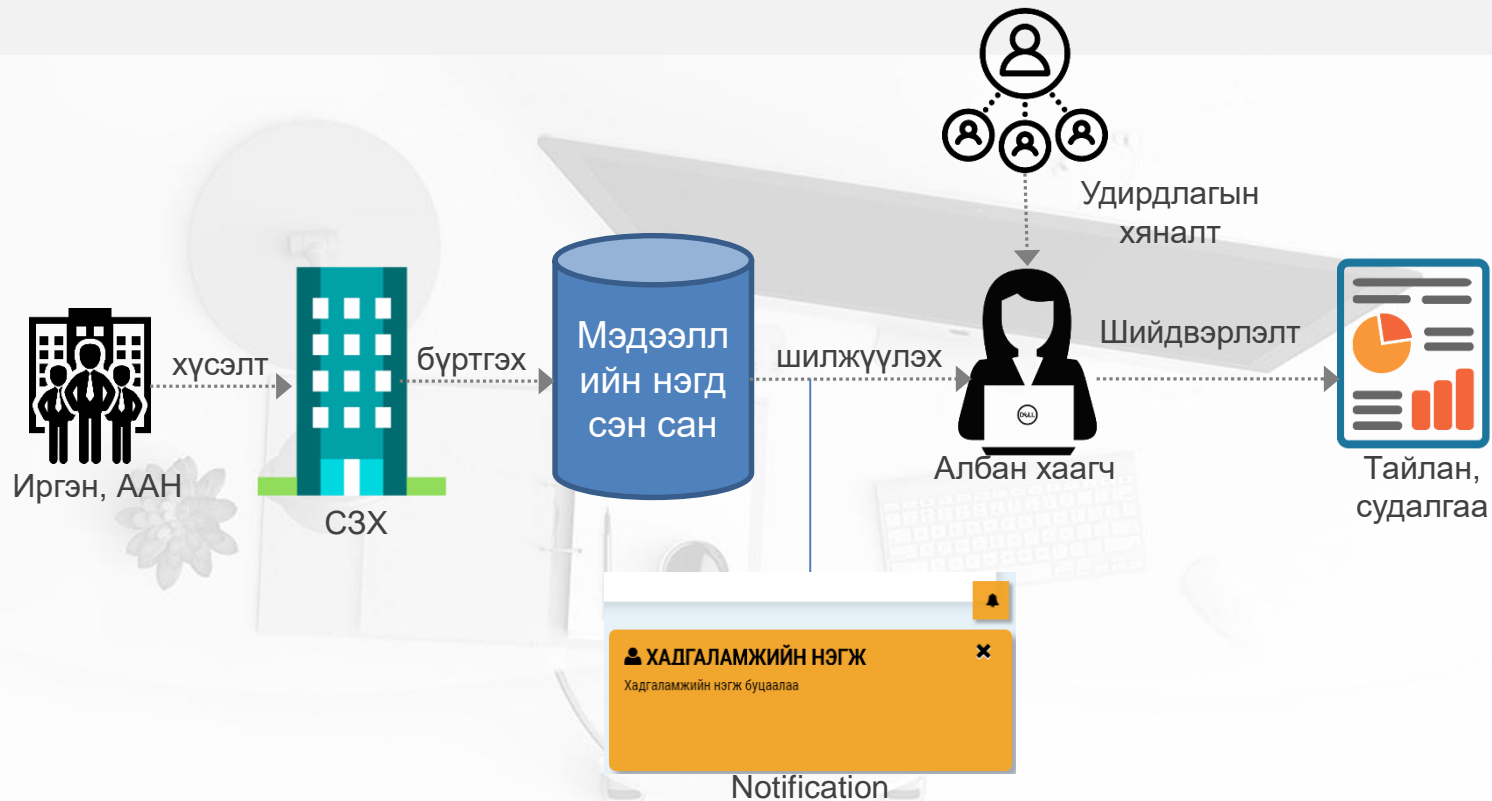 Удирдлагын
хяналт
Мэдээлл
ийн нэгд
сэн сан
хүсэлт
бүртгэх
шилжүүлэх
Шийдвэрлэлт
DELL
Иргэн, ААН
СЗХ
Албан хаагч
Тайлан,
судалгаа
ХАДГАЛАМЖИЙН НЭГЖ
Хадгаламжийн нэгж буцаалаа
Notification